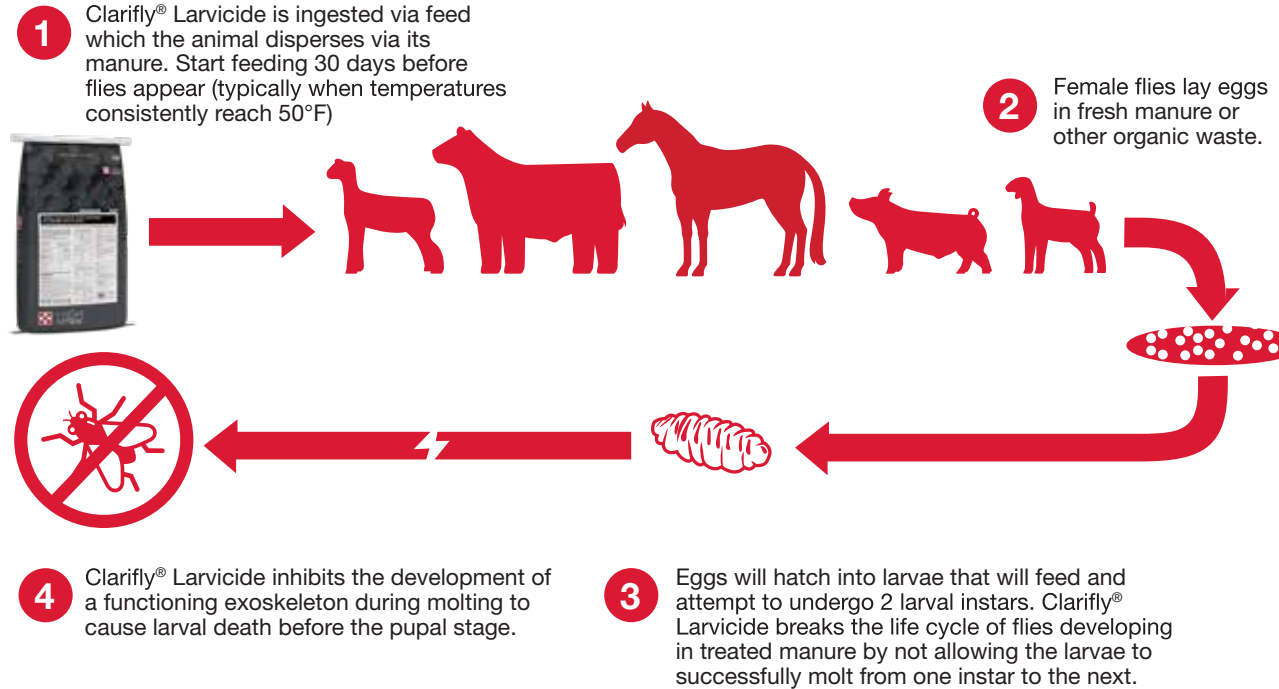 1
Clarifly® Larvicide is ingested via feed
which the animal disperses via its
manure. Start feeding 30 days before
flies appear (typically when temperatures
consistently reach 50°F)
2
Female flies lay eggs
in fresh manure or
other organic waste.
4
Clarifly® Larvicide inhibits the development of
a functioning exoskeleton during molting to
cause larval death before the pupal stage.
3
Eggs will hatch into larvae that will feed and
attempt to undergo 2 larval instars. Clarifly®
Larvicide breaks the life cycle of flies developing
in treated manure by not allowing the larvae to
successfully molt from one instar to the next.